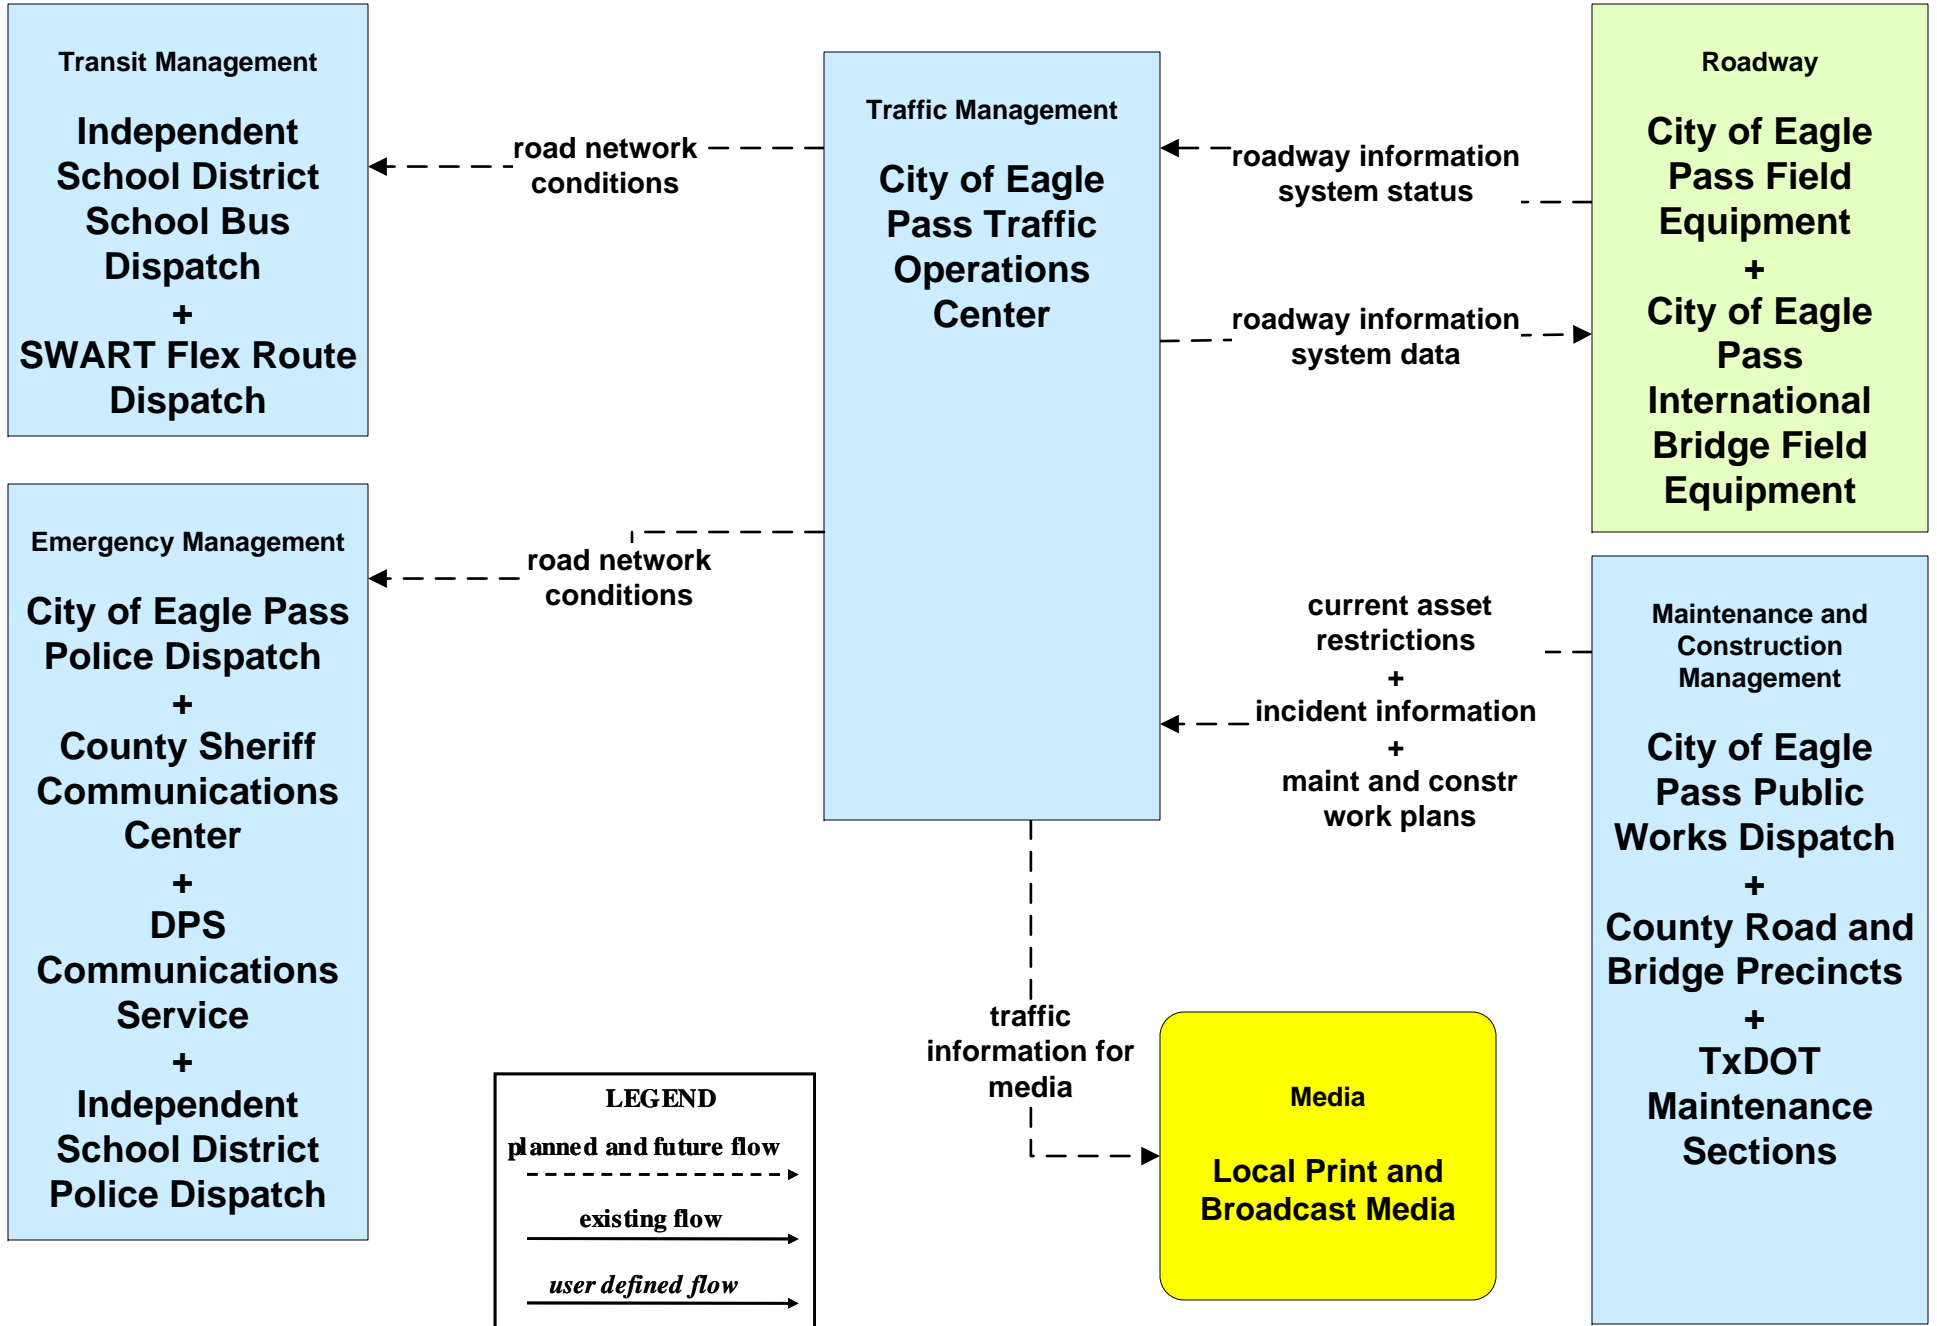 Transit Management
Independent
School District
School Bus
Dispatch
+
SWART Flex Route
Dispatch
road network
conditions
Traffic Management
City of Eagle
Pass Traffic
Operations
Center
roadway information
system status
roadway information
system data
Roadway
City of Eagle
Pass Field
Equipment
+
City of Eagle
Pass
International
Bridge Field
Equipment
Emergency Management
City of Eagle Pass
Police Dispatch
+
County Sheriff
Communications
Center
+
DPS
Communications
Service
+
Independent
School District
Police Dispatch
road network
conditions
current asset
restrictions
+
incident information
+
maint and constr
work plans
Maintenance and
Construction
Management
City of Eagle
Pass Public
Works Dispatch
+
County Road and
Bridge Precincts
+
TxDOT
Maintenance
Sections
traffic
information for
media
Media
Local Print and
Broadcast Media
LEGEND
planned and future flow
existing flow
user defined flow